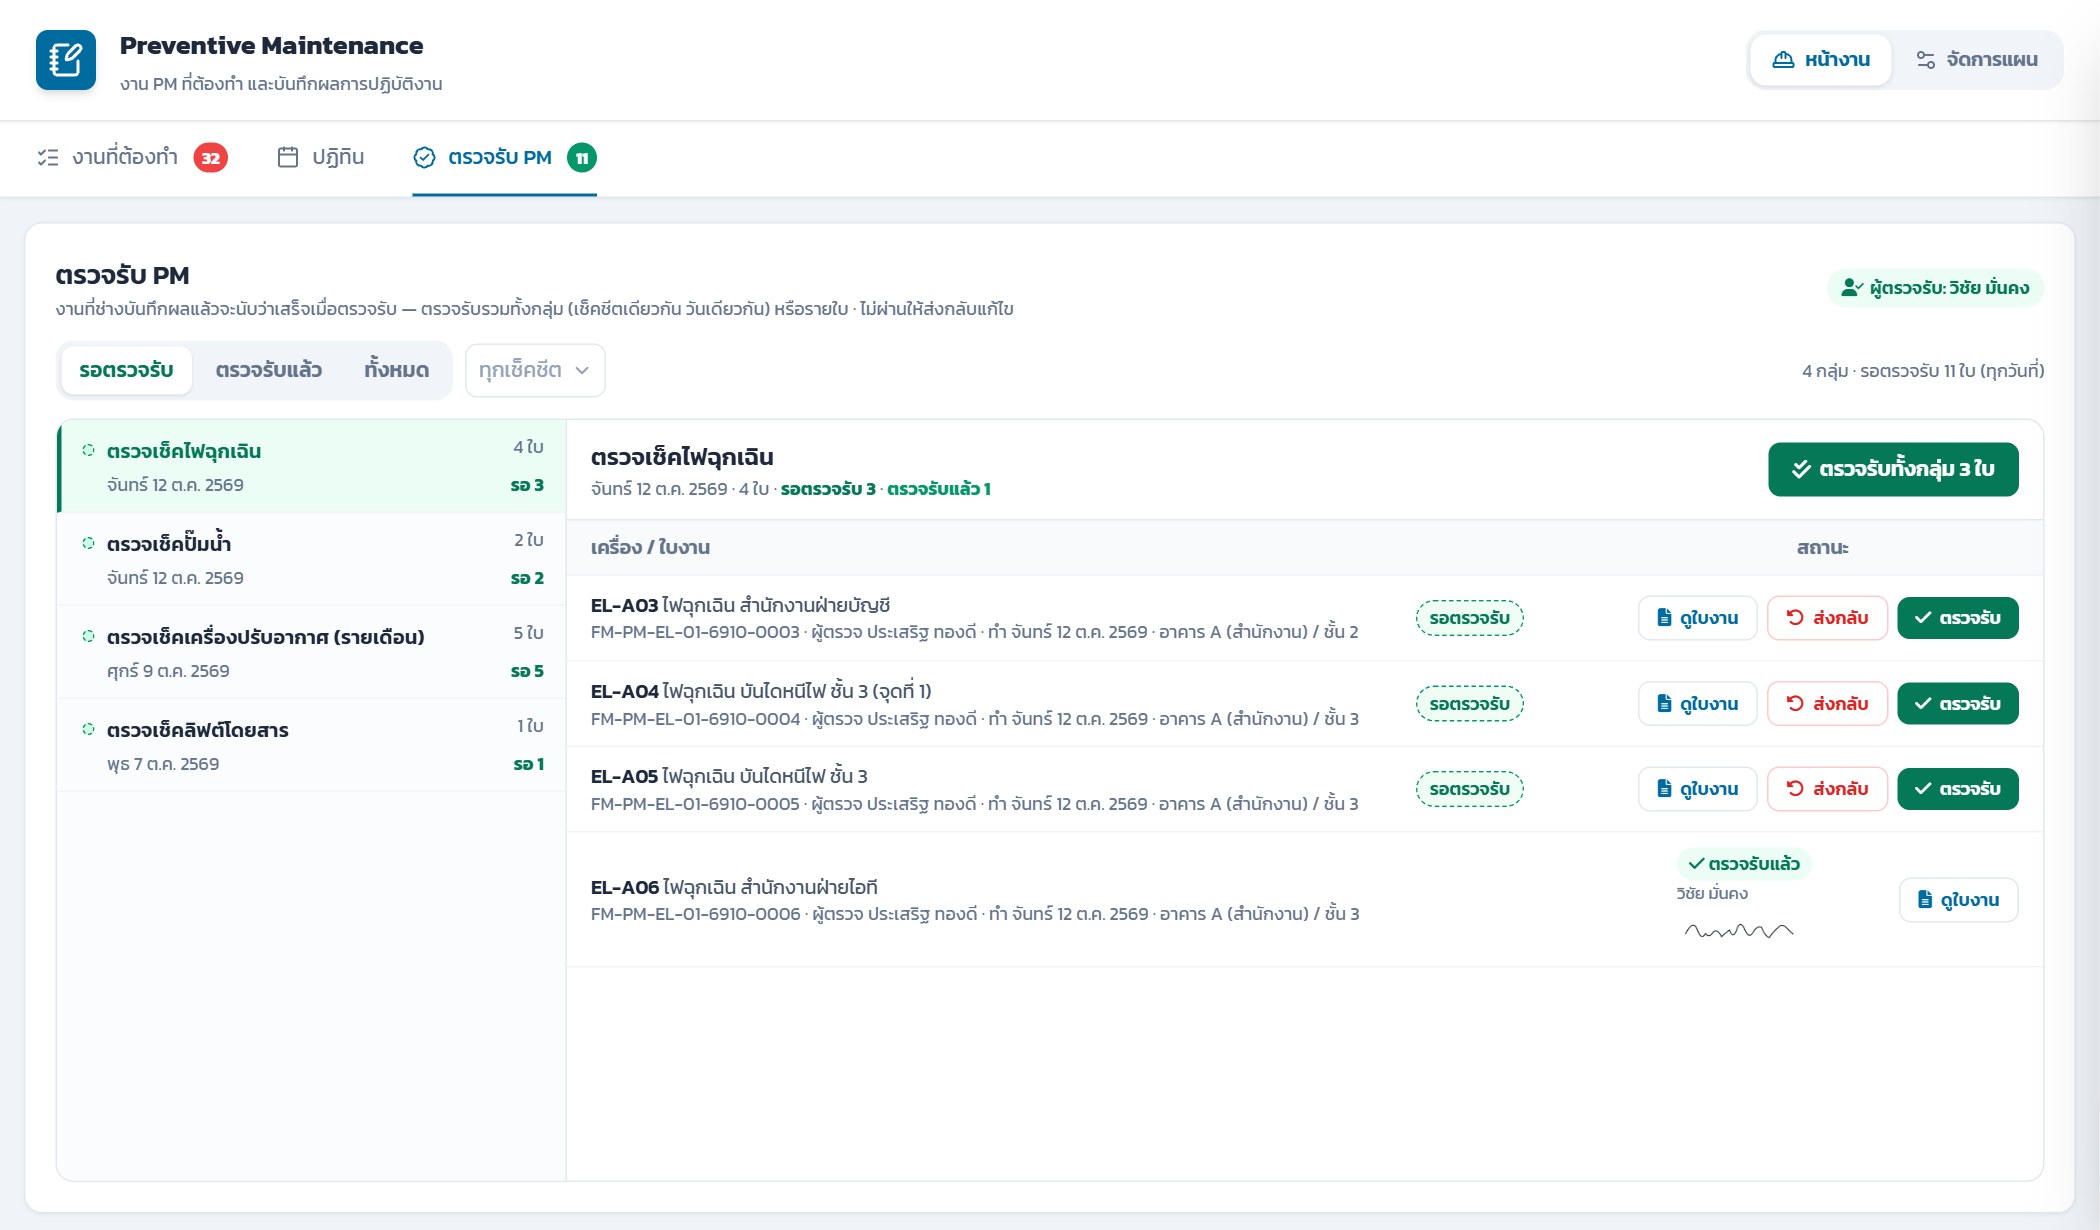 Preventive Maintenance
งาน PM ที่ต้องทำ และบันทึกผลการปฏิบัติงาน
หน้างาน
จัดการแผน
งานที่ต้องทำ 32
ปฏิทิน
ตรวจรับ PM 11
ตรวจรับ PM
งานที่ช่างบันทึกผลแล้วจะนับว่าเสร็จเมื่อตรวจรับ — ตรวจรับรวมทั้งกลุ่ม (เช็คชีตเดียวกัน วันเดียวกัน) หรือรายใบ · ไม่ผ่านให้ส่งกลับแก้ไข
ผู้ตรวจรับ: วิชัย มั่นคง
รอตรวจรับ
ตรวจรับแล้ว
ทั้งหมด
ทุกเช็คชีต
4 กลุ่ม · รอตรวจรับ 11 ใบ (ทุกวันที่)
ตรวจเช็คไฟฉุกเฉิน 4 ใบ
จันทร์ 12 ต.ค. 2569 รอ 3
ตรวจเช็คปั๊มน้ำ 2 ใบ
จันทร์ 12 ต.ค. 2569 รอ 2
ตรวจเช็คเครื่องปรับอากาศ (รายเดือน) 5 ใบ
ศุกร์ 9 ต.ค. 2569 รอ 5
ตรวจเช็คลิฟต์โดยสาร 1 ใบ
พุธ 7 ต.ค. 2569 รอ 1
ตรวจเช็คไฟฉุกเฉิน
จันทร์ 12 ต.ค. 2569 · 4 ใบ · รอตรวจรับ 3 · ตรวจรับแล้ว 1
ตรวจรับทั้งกลุ่ม 3 ใบ
เครื่อง / ใบงาน สถานะ
EL-A03 ไฟฉุกเฉิน สำนักงานฝ่ายบัญชี
FM-PM-EL-01-6910-0003 · ผู้ตรวจ ประเสริฐ ทองดี · ทำ จันทร์ 12 ต.ค. 2569 · อาคาร A (สำนักงาน) / ชั้น 2
รอตรวจรับ ดูใบงาน ส่งกลับ ตรวจรับ
EL-A04 ไฟฉุกเฉิน บันไดหนีไฟ ชั้น 3 (จุดที่ 1)
FM-PM-EL-01-6910-0004 · ผู้ตรวจ ประเสริฐ ทองดี · ทำ จันทร์ 12 ต.ค. 2569 · อาคาร A (สำนักงาน) / ชั้น 3
รอตรวจรับ ดูใบงาน ส่งกลับ ตรวจรับ
EL-A05 ไฟฉุกเฉิน บันไดหนีไฟ ชั้น 3
FM-PM-EL-01-6910-0005 · ผู้ตรวจ ประเสริฐ ทองดี · ทำ จันทร์ 12 ต.ค. 2569 · อาคาร A (สำนักงาน) / ชั้น 3
รอตรวจรับ ดูใบงาน ส่งกลับ ตรวจรับ
EL-A06 ไฟฉุกเฉิน สำนักงานฝ่ายไอที
FM-PM-EL-01-6910-0006 · ผู้ตรวจ ประเสริฐ ทองดี · ทำ จันทร์ 12 ต.ค. 2569 · อาคาร A (สำนักงาน) / ชั้น 3
ตรวจรับแล้ว
วิชัย มั่นคง
ดูใบงาน